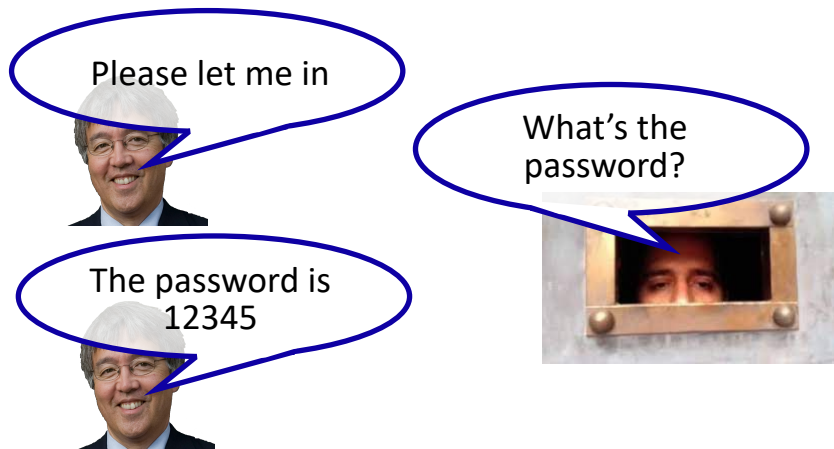 Please let me in
What’s the
password?
The password is
12345